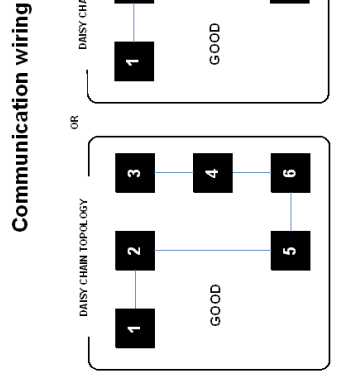 Communication wiring
DAISY CHAIN TOPOLOGY
OR
DAISY CHA
1
2
3
1
GOOD
4
GOOD
5
6